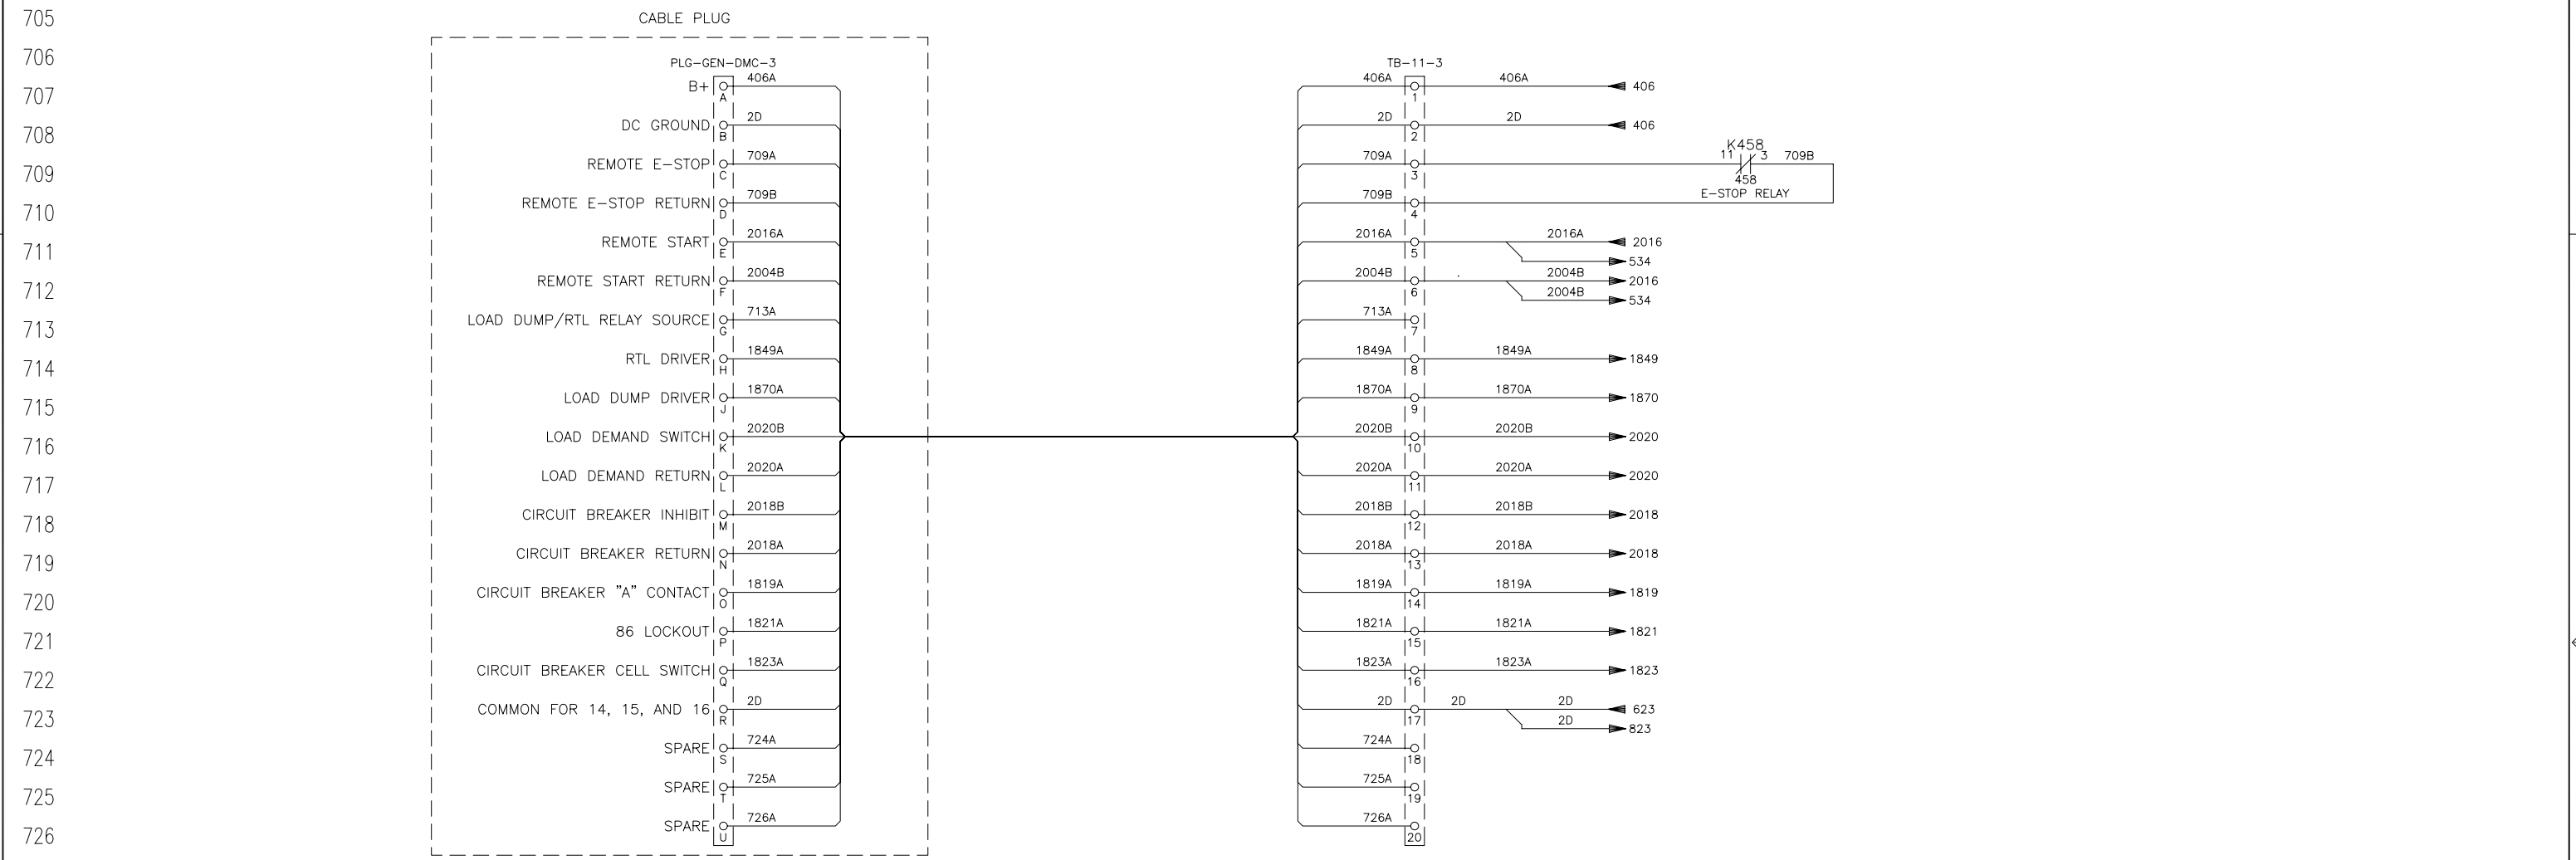 705
CABLE PLUG
706
PLG-GEN-DMC-3
TB-11-3
707
B+ A 406A
406A 1 406A 406
708
DC GROUND B 2D
2D 2 2D 406
K458
709
REMOTE E-STOP C 709A
709A 3 11 3 709B
458
E-STOP RELAY
710
REMOTE E-STOP RETURN D 709B
709B 4
711
REMOTE START E 2016A
2016A 5 2016A 2016
534
712
REMOTE START RETURN F 2004B
2004B 6 2004B 2016
2004B 534
713
LOAD DUMP/RTL RELAY SOURCE G 713A
713A 7
714
RTL DRIVER H 1849A
1849A 8 1849A 1849
715
LOAD DUMP DRIVER J 1870A
1870A 9 1870A 1870
716
LOAD DEMAND SWITCH K 2020B
2020B 10 2020B 2020
717
LOAD DEMAND RETURN L 2020A
2020A 11 2020A 2020
718
CIRCUIT BREAKER INHIBIT M 2018B
2018B 12 2018B 2018
719
CIRCUIT BREAKER RETURN N 2018A
2018A 13 2018A 2018
720
CIRCUIT BREAKER "A" CONTACT O 1819A
1819A 14 1819A 1819
721
86 LOCKOUT P 1821A
1821A 15 1821A 1821
722
CIRCUIT BREAKER CELL SWITCH Q 1823A
1823A 16 1823A 1823
723
COMMON FOR 14, 15, AND 16 R 2D
2D 17 2D 2D 623
2D 823
724
SPARE S 724A
724A 18
725
SPARE T 725A
725A 19
726
SPARE U 726A
726A 20